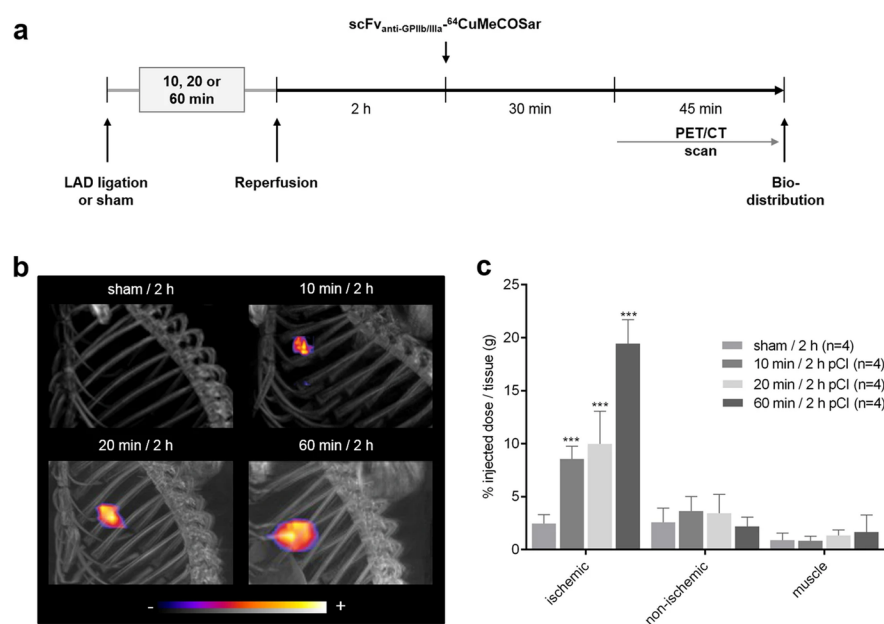 a
scFvanti-GPIIb/IIIa-64CuMeCOSar
10, 20 or
60 min
2 h
30 min
45 min
PET/CT
scan
LAD ligation
or sham
Reperfusion
Bio-
distribution
b
sham / 2 h
10 min / 2 h
20 min / 2 h
60 min / 2 h
- +
c
% injected dose / tissue (g)
25
20
15
10
5
0
***
***
***
sham / 2 h (n=4)
10 min / 2 h pCI (n=4)
20 min / 2 h pCI (n=4)
60 min / 2 h pCI (n=4)
ischemic
non-ischemic
muscle